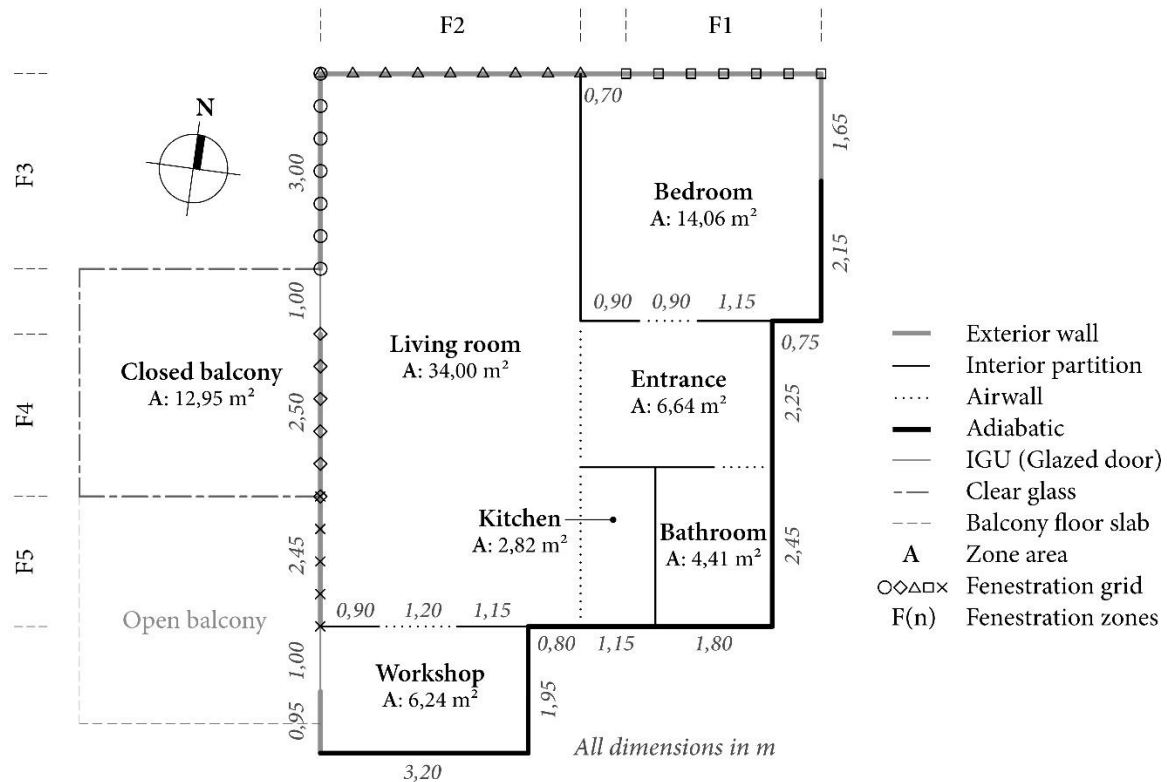 F2
F1
N
0,70
F3
3,00
1,65
Bedroom
A: 14,06 m²
2,15
1,00
0,90 0,90 1,15
0,75
Living room
A: 34,00 m²
Closed balcony
A: 12,95 m²
Entrance
A: 6,64 m²
2,25
F4
2,50
Kitchen
A: 2,82 m²
Bathroom
A: 4,41 m²
2,45
F5
2,45
0,90 1,20 1,15
Open balcony
0,80 1,15 1,80
1,00
Workshop
A: 6,24 m²
1,95
0,95
All dimensions in m
3,20
Exterior wall
Interior partition
Airwall
Adiabatic
IGU (Glazed door)
Clear glass
Balcony floor slab
A Zone area
Fenestration grid
F(n) Fenestration zones